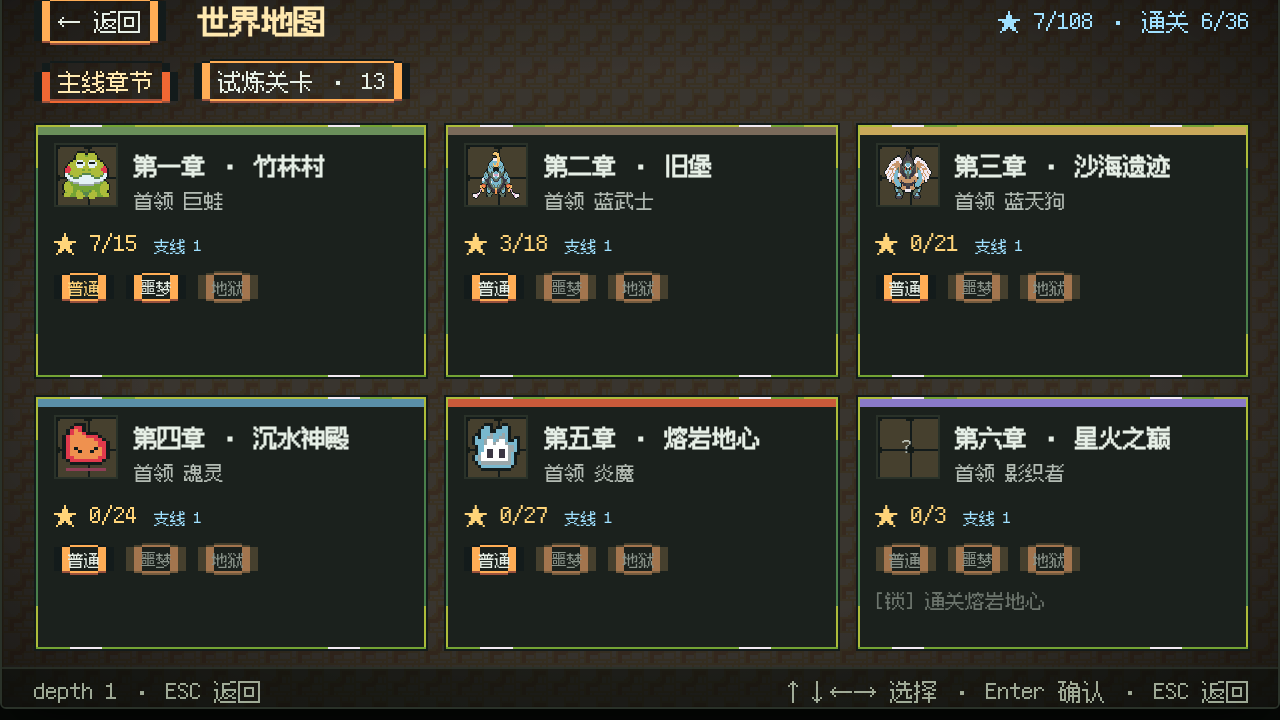 ← 返回 世界地图 ★ 7/108 · 通关 6/36
主线章节 试炼关卡 · 13
第一章 · 竹林村
首领 巨蛙
★ 7/15 支线 1
普通 噩梦 地狱
第二章 · 旧堡
首领 蓝武士
★ 3/18 支线 1
普通 噩梦 地狱
第三章 · 沙海遗迹
首领 蓝天狗
★ 0/21 支线 1
普通 噩梦 地狱
第四章 · 沉水神殿
首领 魂灵
★ 0/24 支线 1
普通 噩梦 地狱
第五章 · 熔岩地心
首领 炎魔
★ 0/27 支线 1
普通 噩梦 地狱
?
第六章 · 星火之巅
首领 影织者
★ 0/3 支线 1
普通 噩梦 地狱
[锁] 通关熔岩地心
depth 1 · ESC 返回 ↑↓←→ 选择 · Enter 确认 · ESC 返回